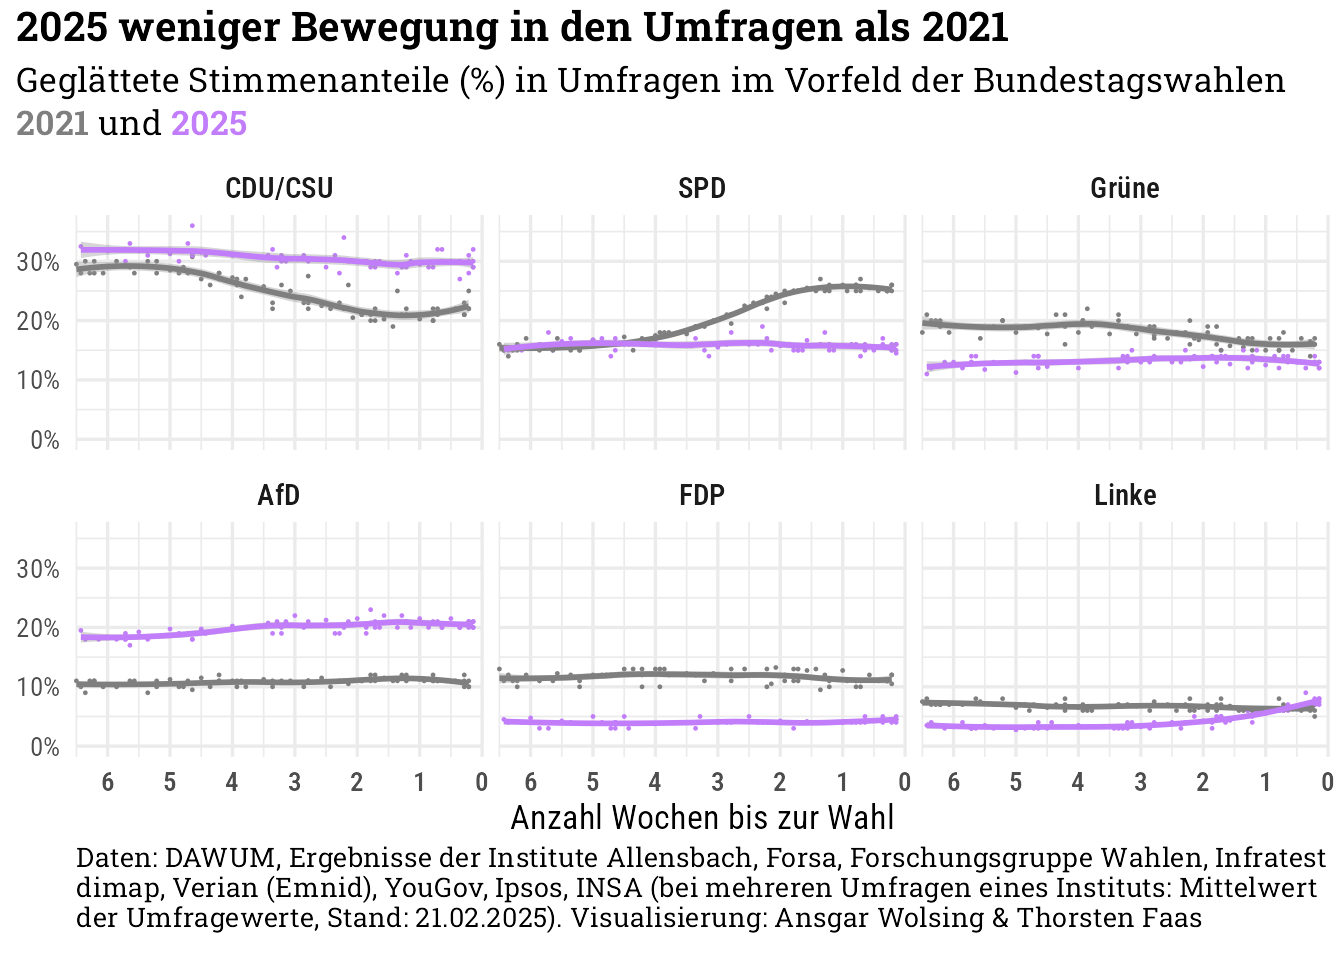 2025 weniger Bewegung in den Umfragen als 2021
Geglättete Stimmenanteile (%) in Umfragen im Vorfeld der Bundestagswahlen
2021 und 2025
CDU/CSU SPD Grüne
30%
20%
10%
0%
AfD FDP Linke
30%
20%
10%
0%
6 5 4 3 2 1 0 6 5 4 3 2 1 0 6 5 4 3 2 1 0
Anzahl Wochen bis zur Wahl
Daten: DAWUM, Ergebnisse der Institute Allensbach, Forsa, Forschungsgruppe Wahlen, Infratest
dimap, Verian (Emnid), YouGov, Ipsos, INSA (bei mehreren Umfragen eines Instituts: Mittelwert
der Umfragewerte, Stand: 21.02.2025). Visualisierung: Ansgar Wolsing & Thorsten Faas